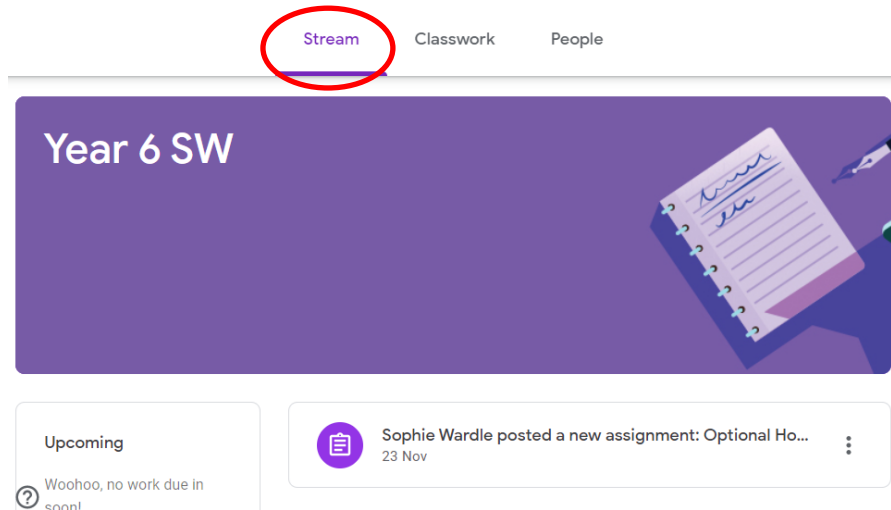 Stream Classwork People
Year 6 SW
Upcoming
Sophie Wardle posted a new assignment: Optional Ho...
23 Nov
Woohoo, no work due in
soon!
?